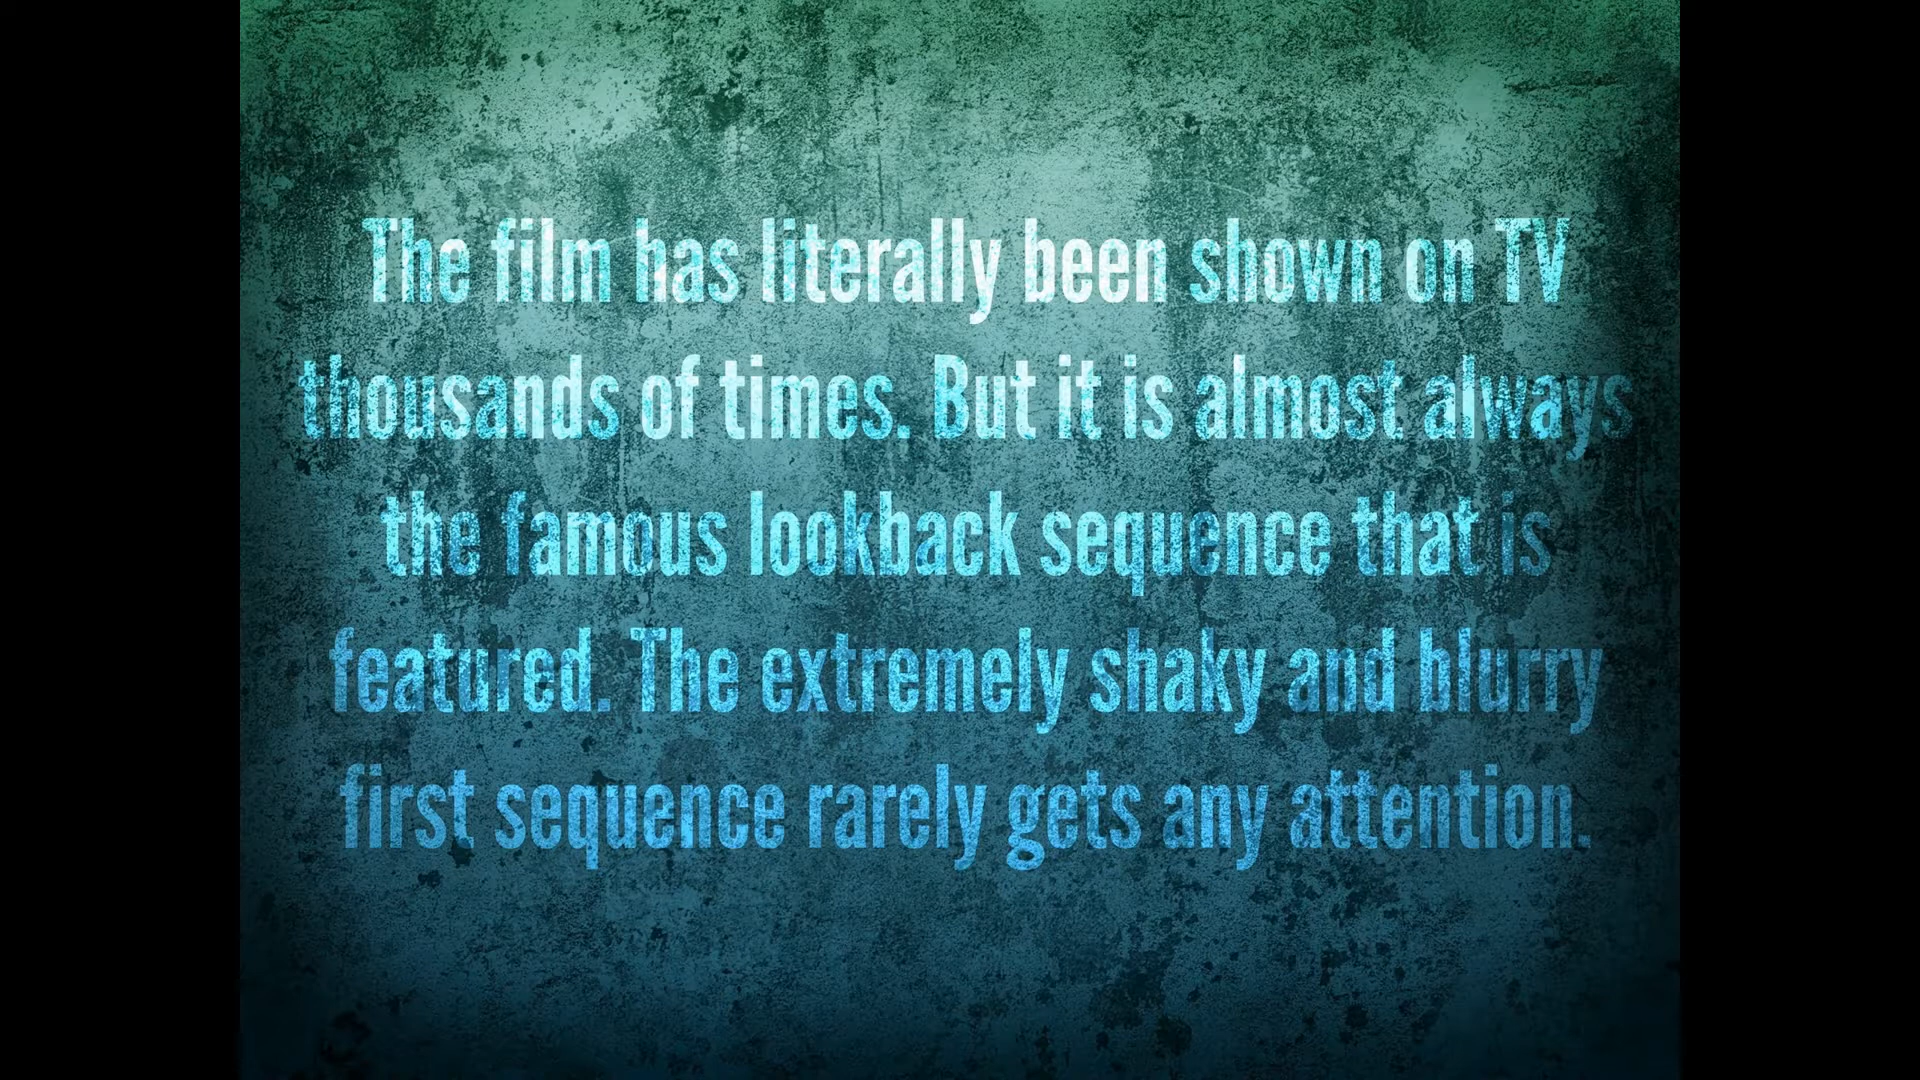 The film has literally been shown on TV
thousands of times. But it is almost always
the famous lookback sequence that is
featured. The extremely shaky and blurry
first sequence rarely gets any attention.